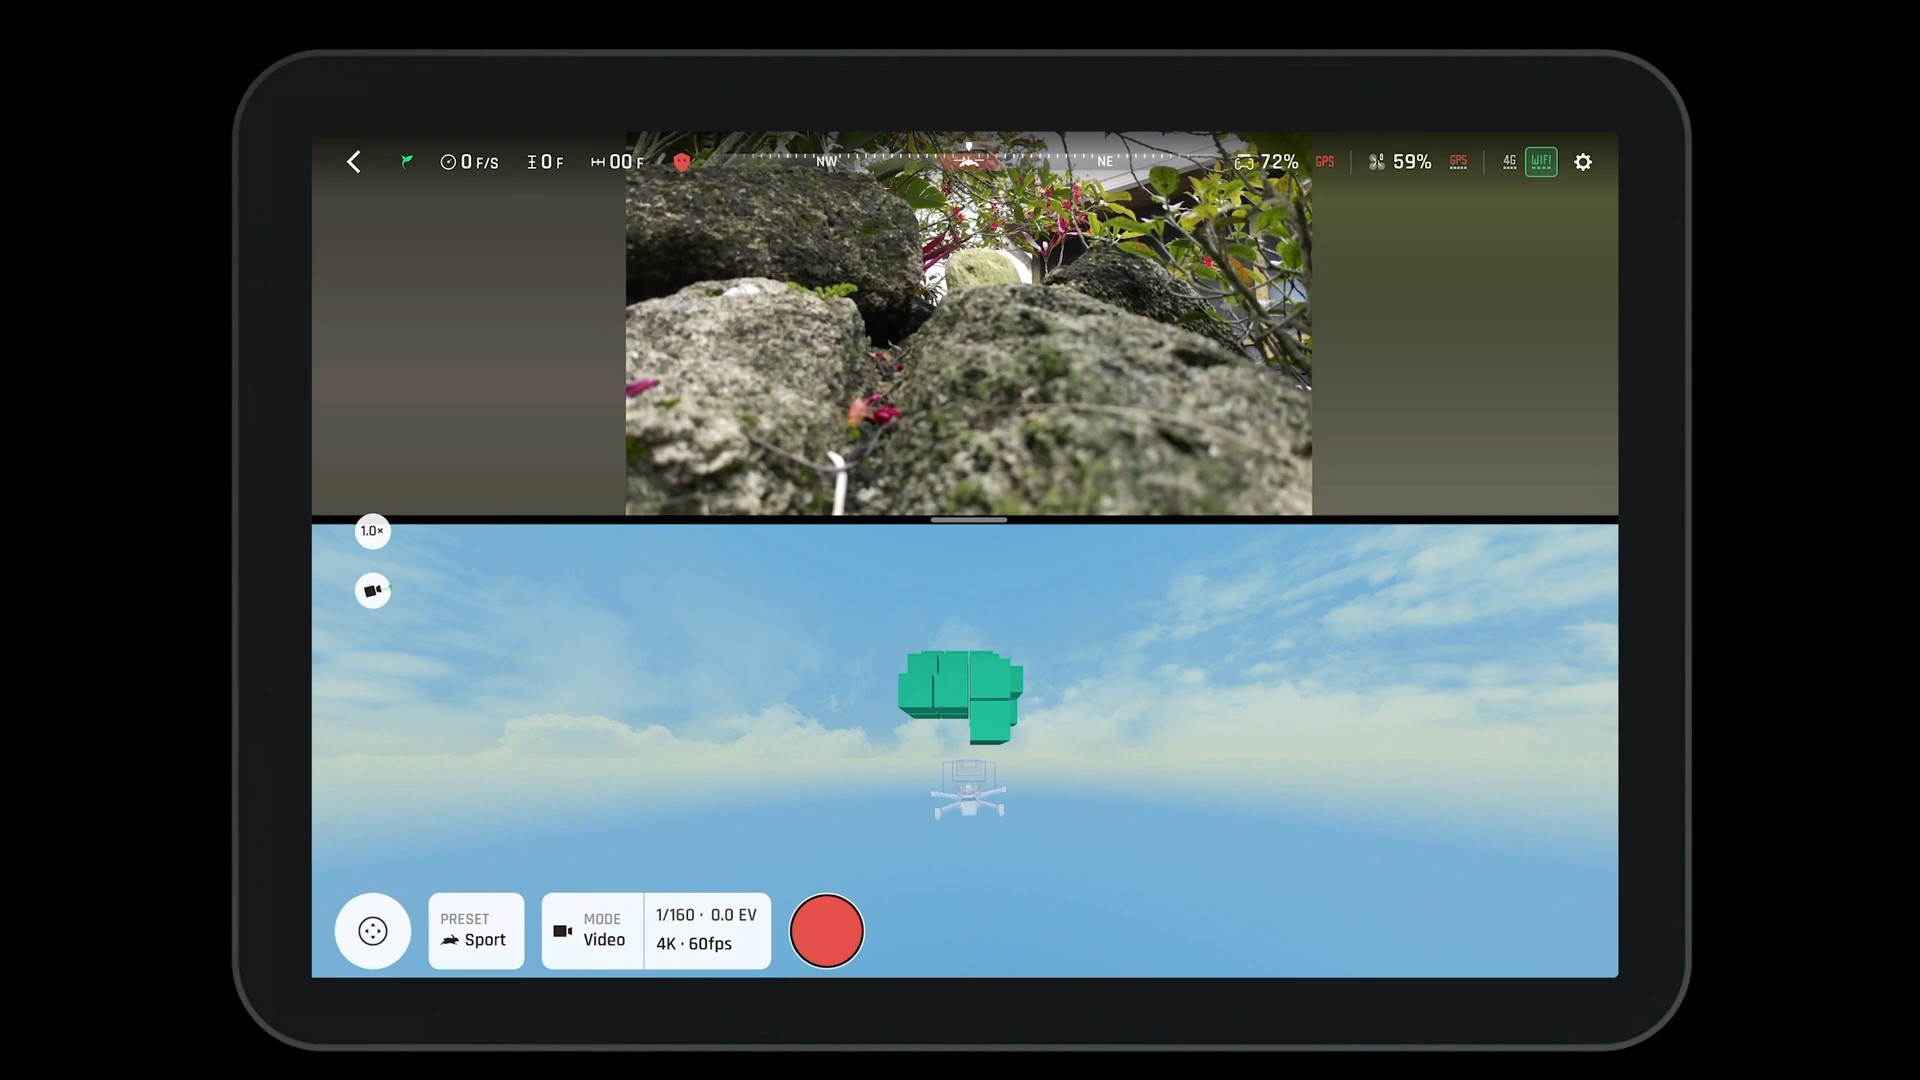 0 F/S
0 F
00 F
NW
NE
72%
GPS
59%
GPS
4G
WIFI
1.0×
PRESET
Sport
MODE
Video
1/160 · 0.0 EV
4K · 60fps